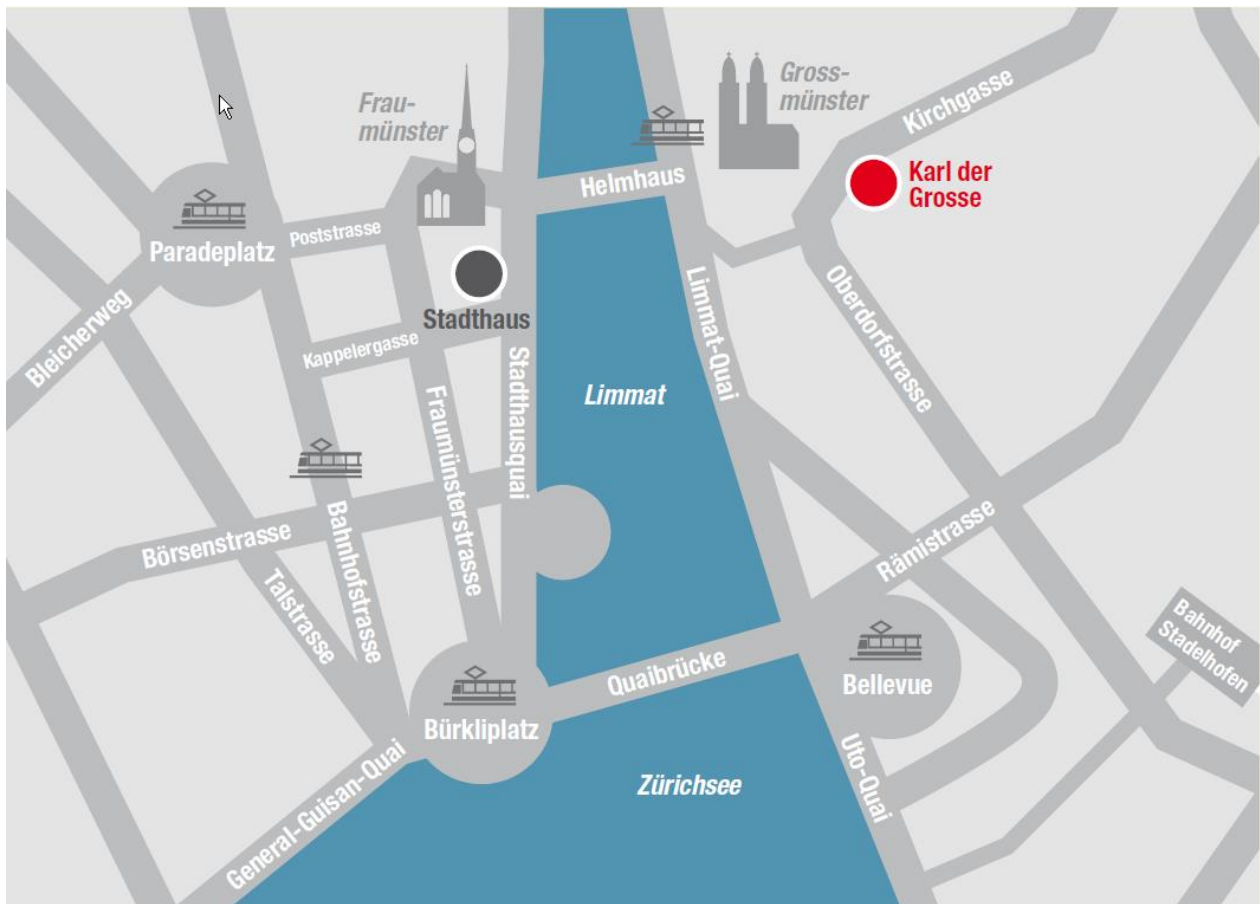 Frau-
münster
Gross-
münster
Kirchgasse
Karl der
Grosse
Helmhaus
Paradeplatz
Poststrasse
Stadthaus
Bleicherweg
Kappelergasse
Limmat-Quai
Oberdorfstrasse
Limmat
Stadthausquai
Fraumünsterstrasse
Börsenstrasse
Bahnhofstrasse
Talstrasse
Rämistrasse
Bahnhof
Stadelhofen
Quaibrücke
Bellevue
Bürkliplatz
General-Guisan-Quai
Uto-Quai
Zürichsee